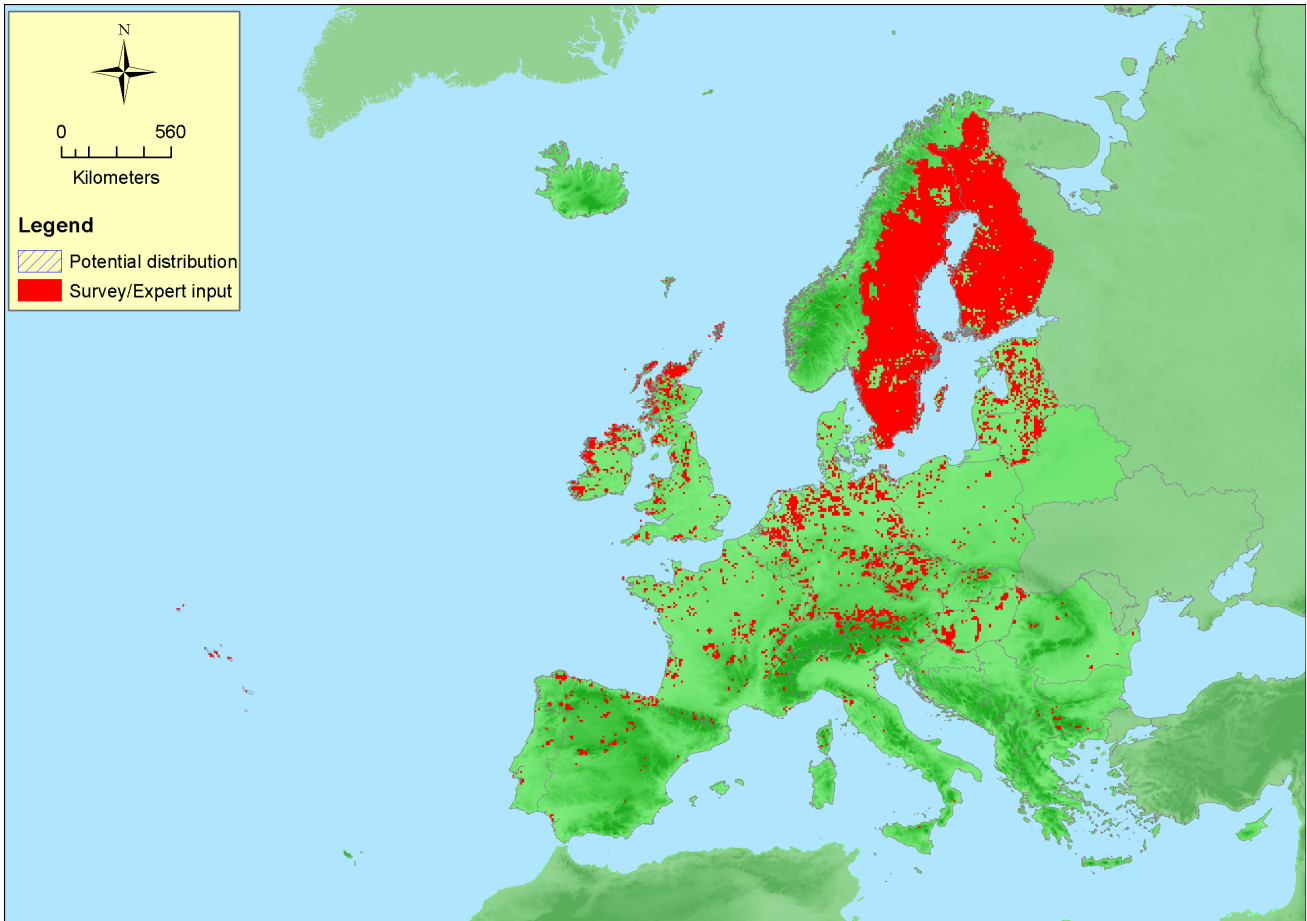 N
0 560
Kilometers
Legend
Potential distribution
Survey/Expert input